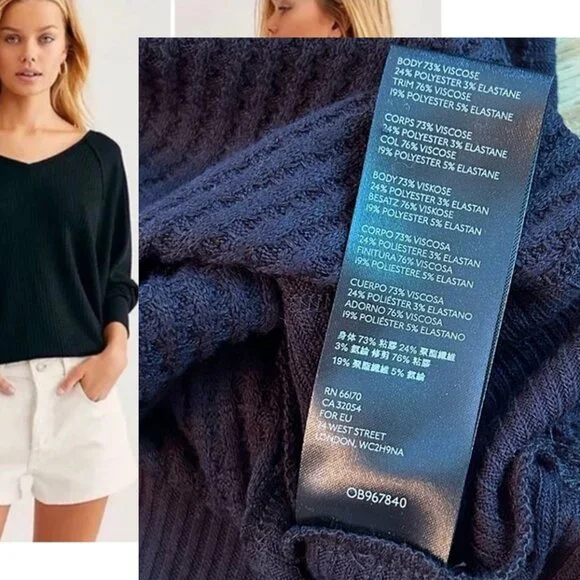 BODY 73% VISCOSE
24% POLYESTER 3% ELASTANE
TRIM 76% VISCOSE
19% POLYESTER 5% ELASTANE
CORPS 73% VISCOSE
24% POLYESTER 3% ELASTANE
COL 76% VISCOSE
19% POLYESTER 5% ELASTANE
BODY 73% VISKOSE
24% POLYESTER 3% ELASTAN
BESATZ 76% VISKOSE
19% POLYESTER 5% ELASTAN
CORPO 73% VISCOSA
24% POLIESTERE 3% ELASTAN
FINITURA 76% VISCOSA
19% POLIESTERE 5% ELASTAN
CUERPO 73% VISCOSA
24% POLIÉSTER 3% ELASTANO
ADORNO 76% VISCOSA
19% POLIÉSTER 5% ELASTANO
身体 73% 粘膠 24% 聚酯纖維
3% 氨綸 修剪 76% 粘膠
19% 聚酯纖維 5% 氨綸
RN 66170
CA 32054
FOR EU
74 WEST STREET
LONDON, WC2H9NA
OB967840